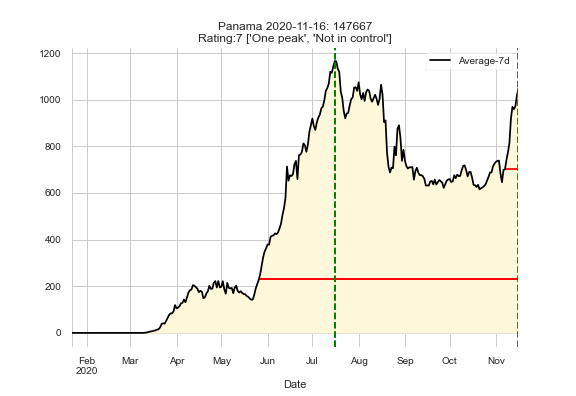 Panama 2020-11-16: 147667
Rating:7 ['One peak', 'Not in control']
Average-7d
1200
1000
800
600
400
200
0
Feb Mar Apr May Jun Jul Aug Sep Oct Nov
2020
Date